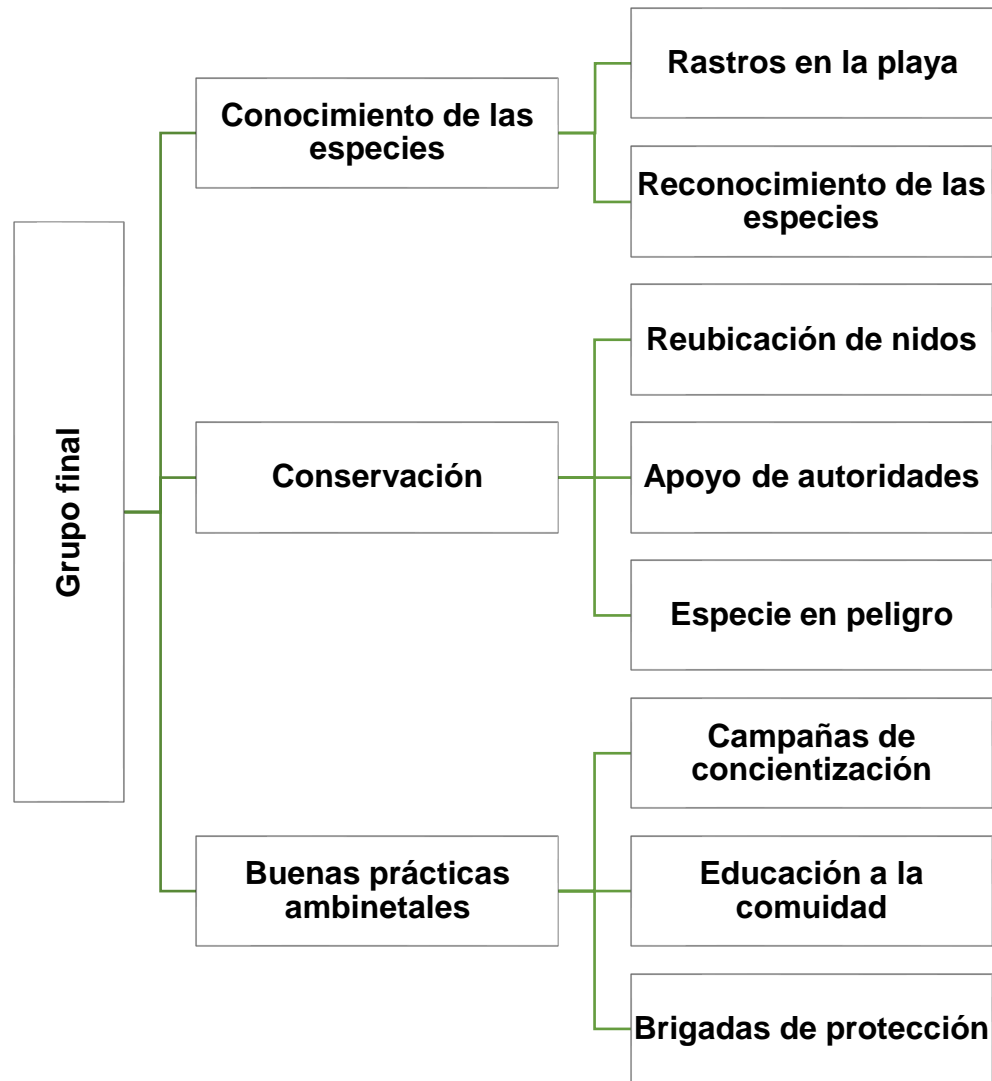 Grupo final
Conocimiento de las
especies
Rastros en la playa
Reconocimiento de las
especies
Conservación
Reubicación de nidos
Apoyo de autoridades
Especie en peligro
Buenas prácticas
ambinetales
Campañas de
concientización
Educación a la
comuidad
Brigadas de protección